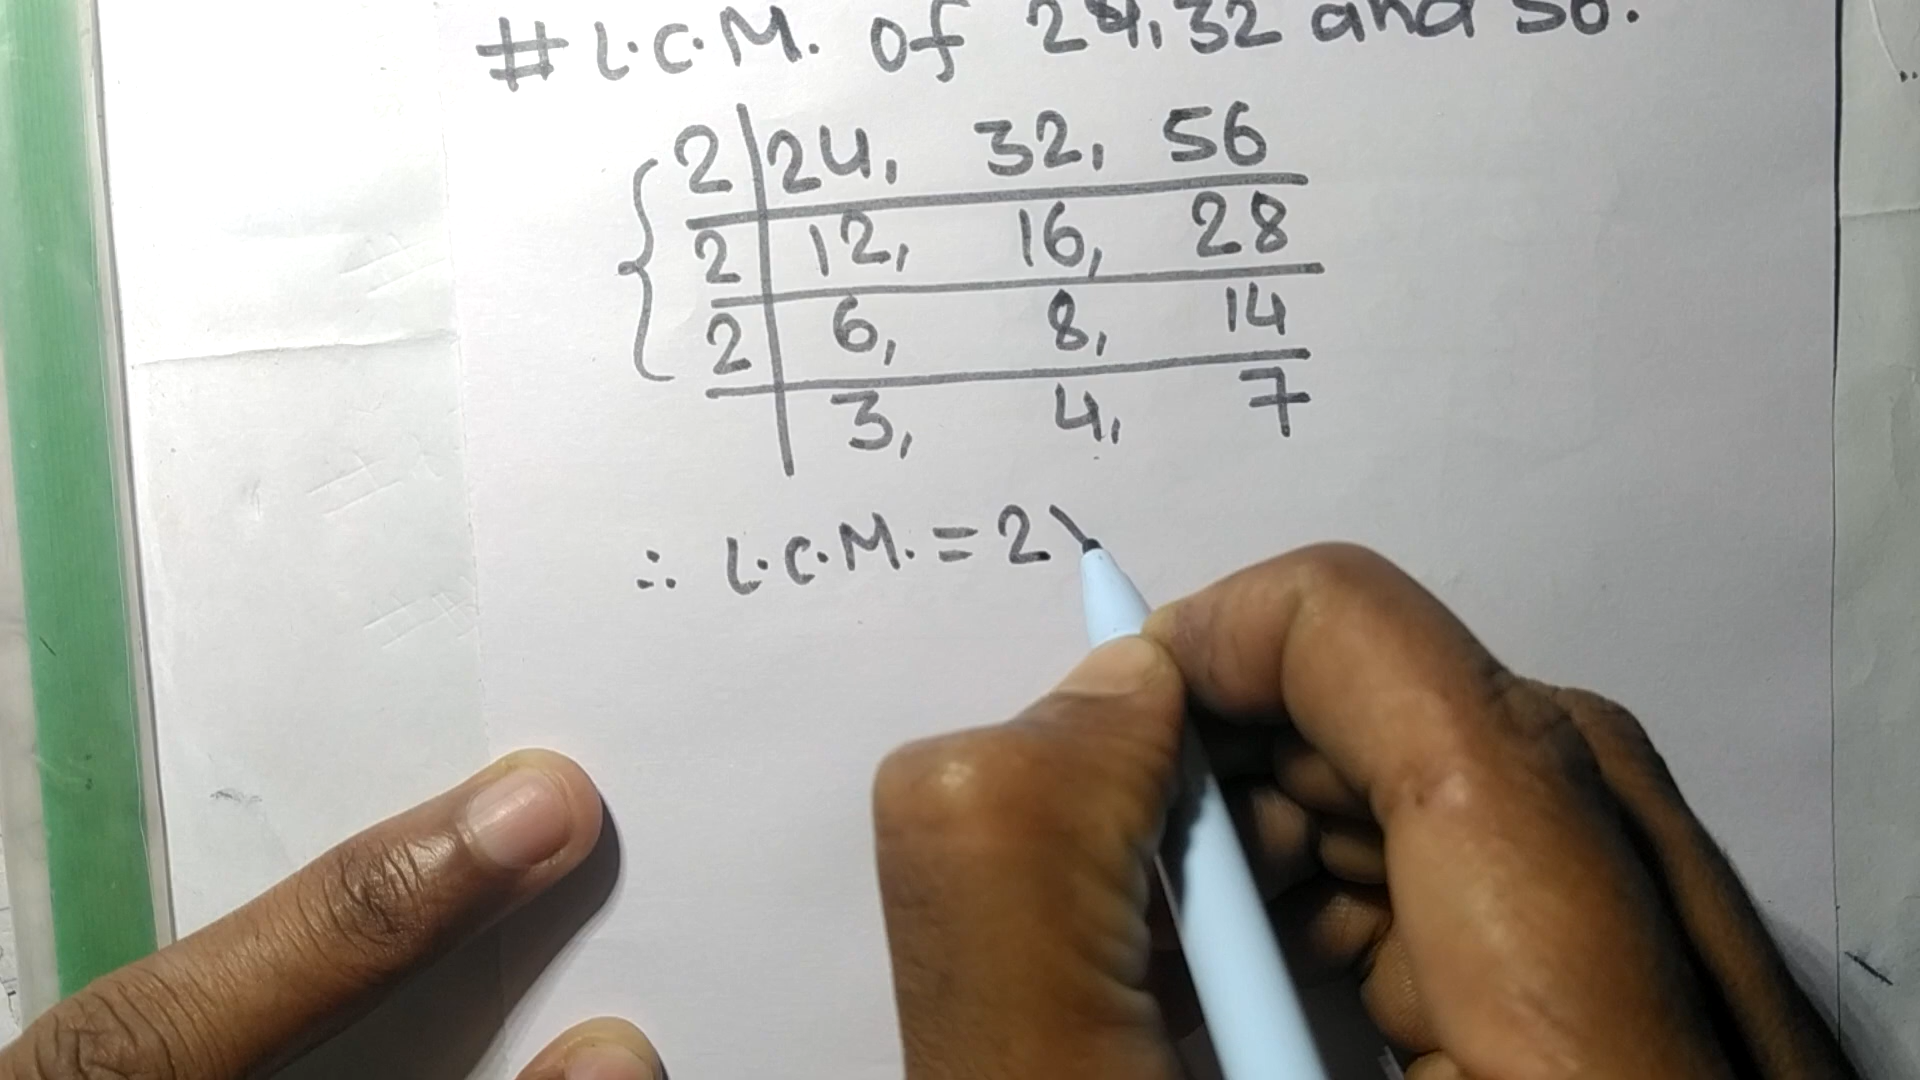 # L.C.M. of 24, 32 and 56.
2 | 24, 32, 56
2 | 12, 16, 28
2 | 6, 8, 14
3, 4, 7
∴ L.C.M. = 2